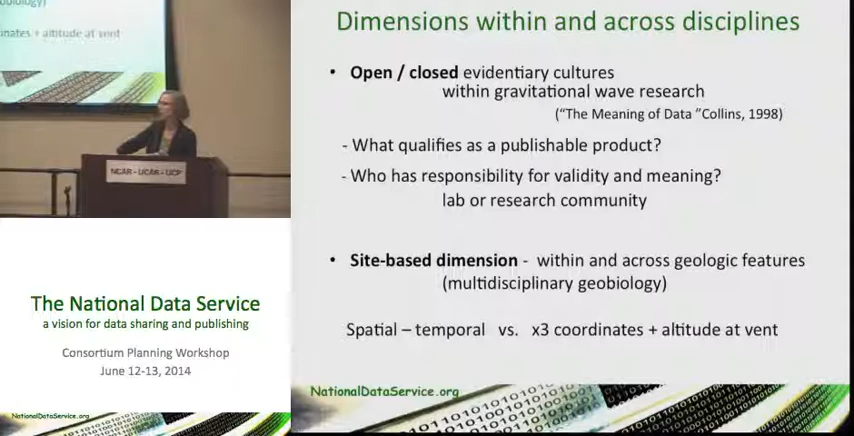 inates + altitude at vent
NCAR - UCAR - UCP
The National Data Service
a vision for data sharing and publishing
Consortium Planning Workshop
June 12-13, 2014
NationalDataService.org
Dimensions within and across disciplines
• Open / closed evidentiary cultures
within gravitational wave research
("The Meaning of Data "Collins, 1998)
- What qualifies as a publishable product?
- Who has responsibility for validity and meaning?
lab or research community
• Site-based dimension - within and across geologic features
(multidisciplinary geobiology)
Spatial – temporal vs. x3 coordinates + altitude at vent
NationalDataService.org